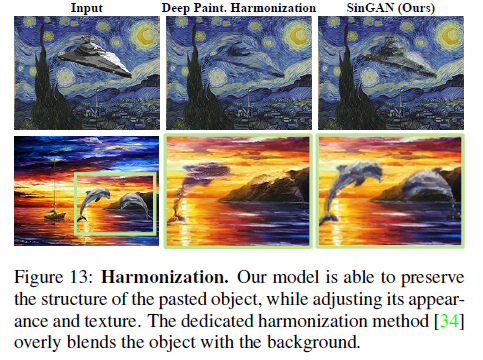 Input Deep Paint. Harmonization SinGAN (Ours)
Figure 13: Harmonization. Our model is able to preserve
the structure of the pasted object, while adjusting its appear-
ance and texture. The dedicated harmonization method [34]
overly blends the object with the background.